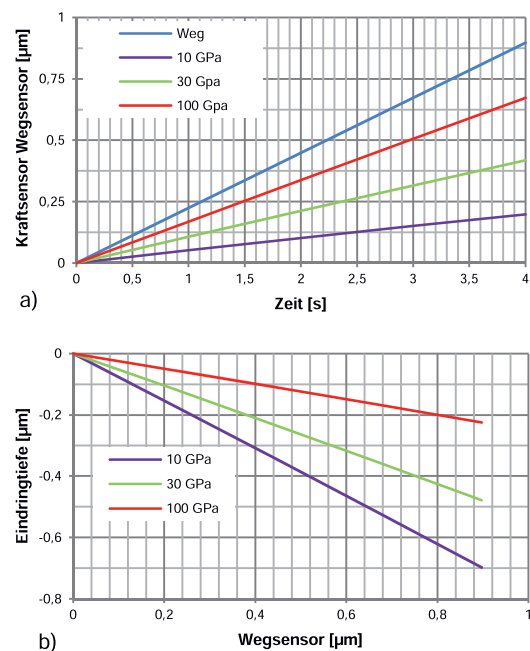 Kraftsensor Wegsensor [µm]
1
0,75
0,5
0,25
0
Weg
10 GPa
30 Gpa
100 Gpa
0 0,5 1 1,5 2 2,5 3 3,5 4
Zeit [s]
a)
Eindringtiefe [µm]
0
-0,2
-0,4
-0,6
-0,8
10 GPa
30 GPa
100 GPa
0 0,2 0,4 0,6 0,8 1
Wegsensor [µm]
b)